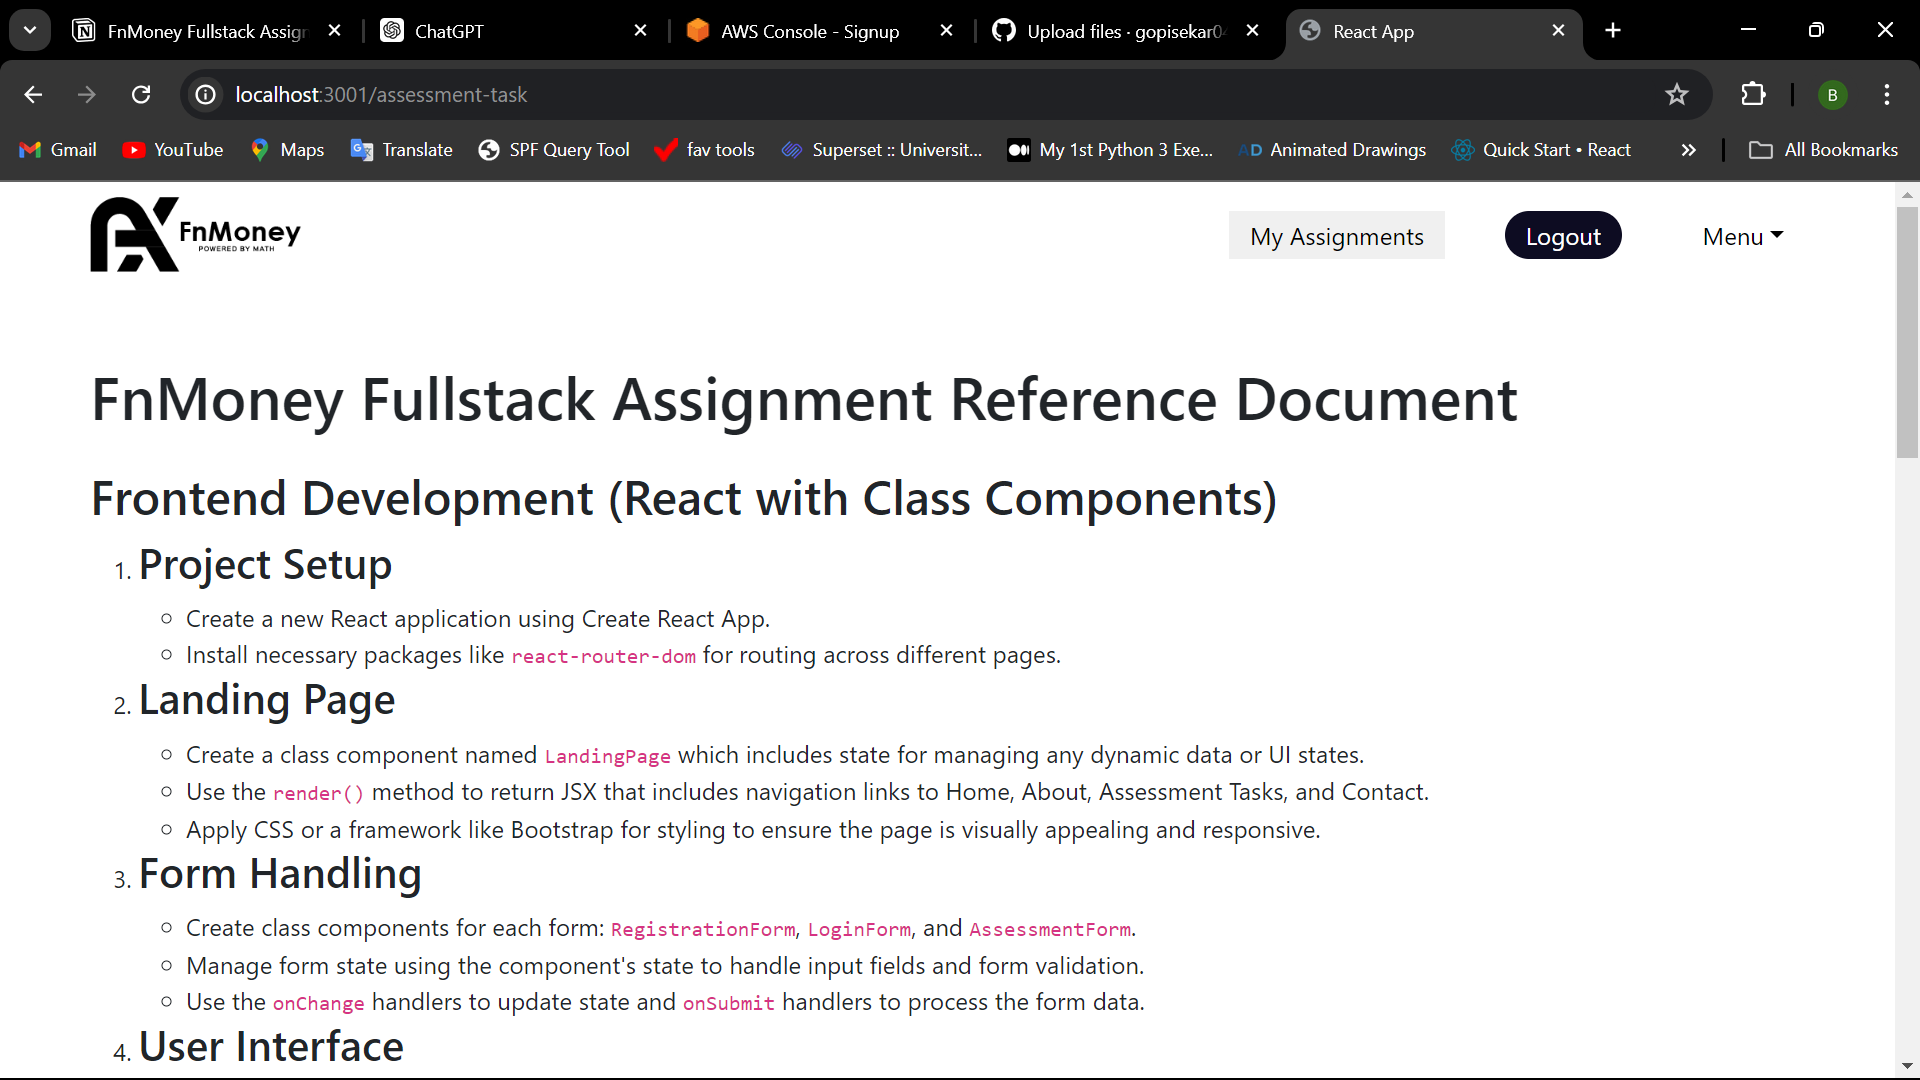 FnMoney Fullstack Assign
ChatGPT
AWS Console - Signup
Upload files · gopisekar0
React App
localhost:3001/assessment-task
B
Gmail
YouTube
Maps
Translate
SPF Query Tool
fav tools
Superset :: Universit...
My 1st Python 3 Exe...
AD Animated Drawings
Quick Start • React
All Bookmarks
FnMoney
POWERED BY MATH
My Assignments
Logout
Menu
FnMoney Fullstack Assignment Reference Document
Frontend Development (React with Class Components)
1. Project Setup
Create a new React application using Create React App.
Install necessary packages like react-router-dom for routing across different pages.
2. Landing Page
Create a class component named LandingPage which includes state for managing any dynamic data or UI states.
Use the render() method to return JSX that includes navigation links to Home, About, Assessment Tasks, and Contact.
Apply CSS or a framework like Bootstrap for styling to ensure the page is visually appealing and responsive.
3. Form Handling
Create class components for each form: RegistrationForm, LoginForm, and AssessmentForm.
Manage form state using the component's state to handle input fields and form validation.
Use the onChange handlers to update state and onSubmit handlers to process the form data.
4. User Interface